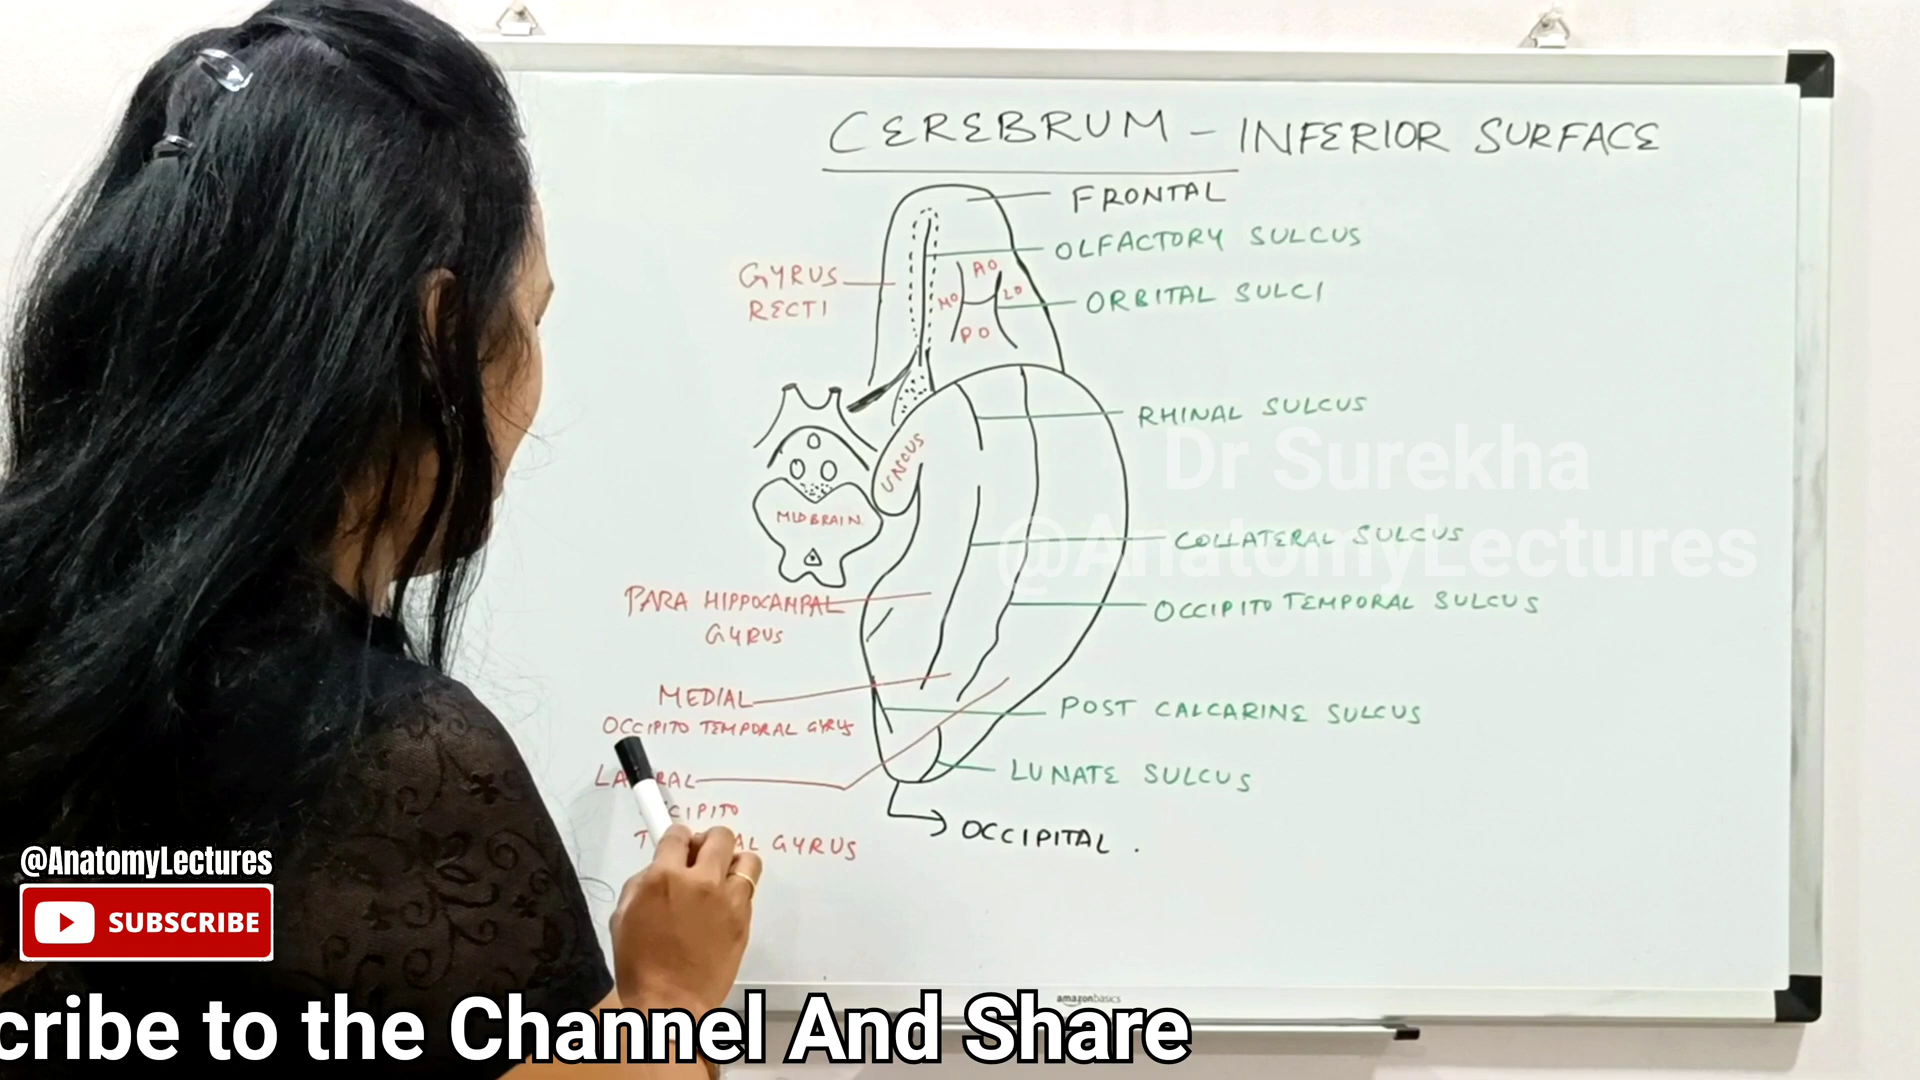 CEREBRUM - INFERIOR SURFACE
FRONTAL
OLFACTORY SULCUS
GYRUS
RECTI
AO
MO
LO
PO
ORBITAL SULCI
RHINAL SULCUS
UNCUS
Dr Surekha
MIDBRAIN
COLLATERAL SULCUS
@AnatomyLectures
PARA HIPPOCAMPAL
GYRUS
OCCIPITO TEMPORAL SULCUS
MEDIAL
OCCIPITO TEMPORAL GYRUS
POST CALCARINE SULCUS
LUNATE SULCUS
GYRUS
OCCIPITAL.
@AnatomyLectures
SUBSCRIBE
amazonbasics
cribe to the Channel And Share